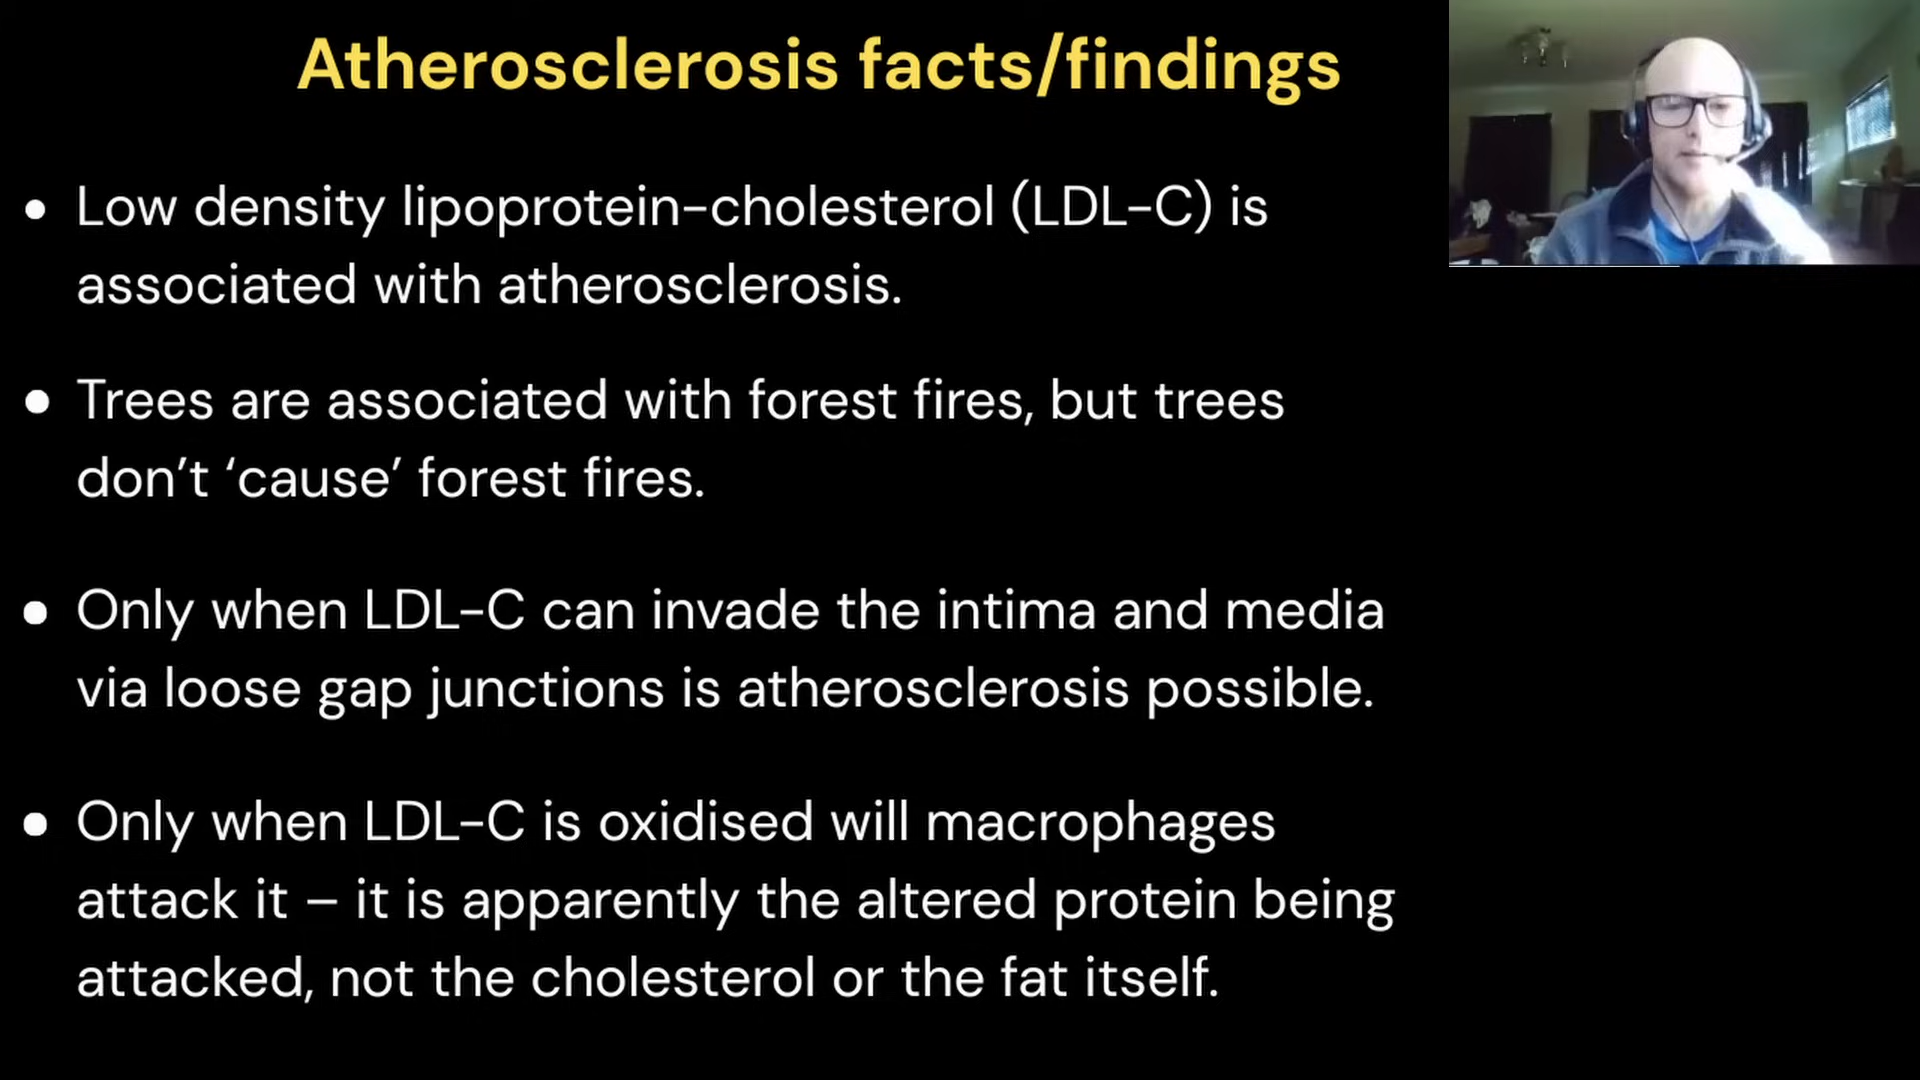 Atherosclerosis facts/findings
• Low density lipoprotein-cholesterol (LDL-C) is
associated with atherosclerosis.
• Trees are associated with forest fires, but trees
don’t ‘cause’ forest fires.
• Only when LDL-C can invade the intima and media
via loose gap junctions is atherosclerosis possible.
• Only when LDL-C is oxidised will macrophages
attack it – it is apparently the altered protein being
attacked, not the cholesterol or the fat itself.